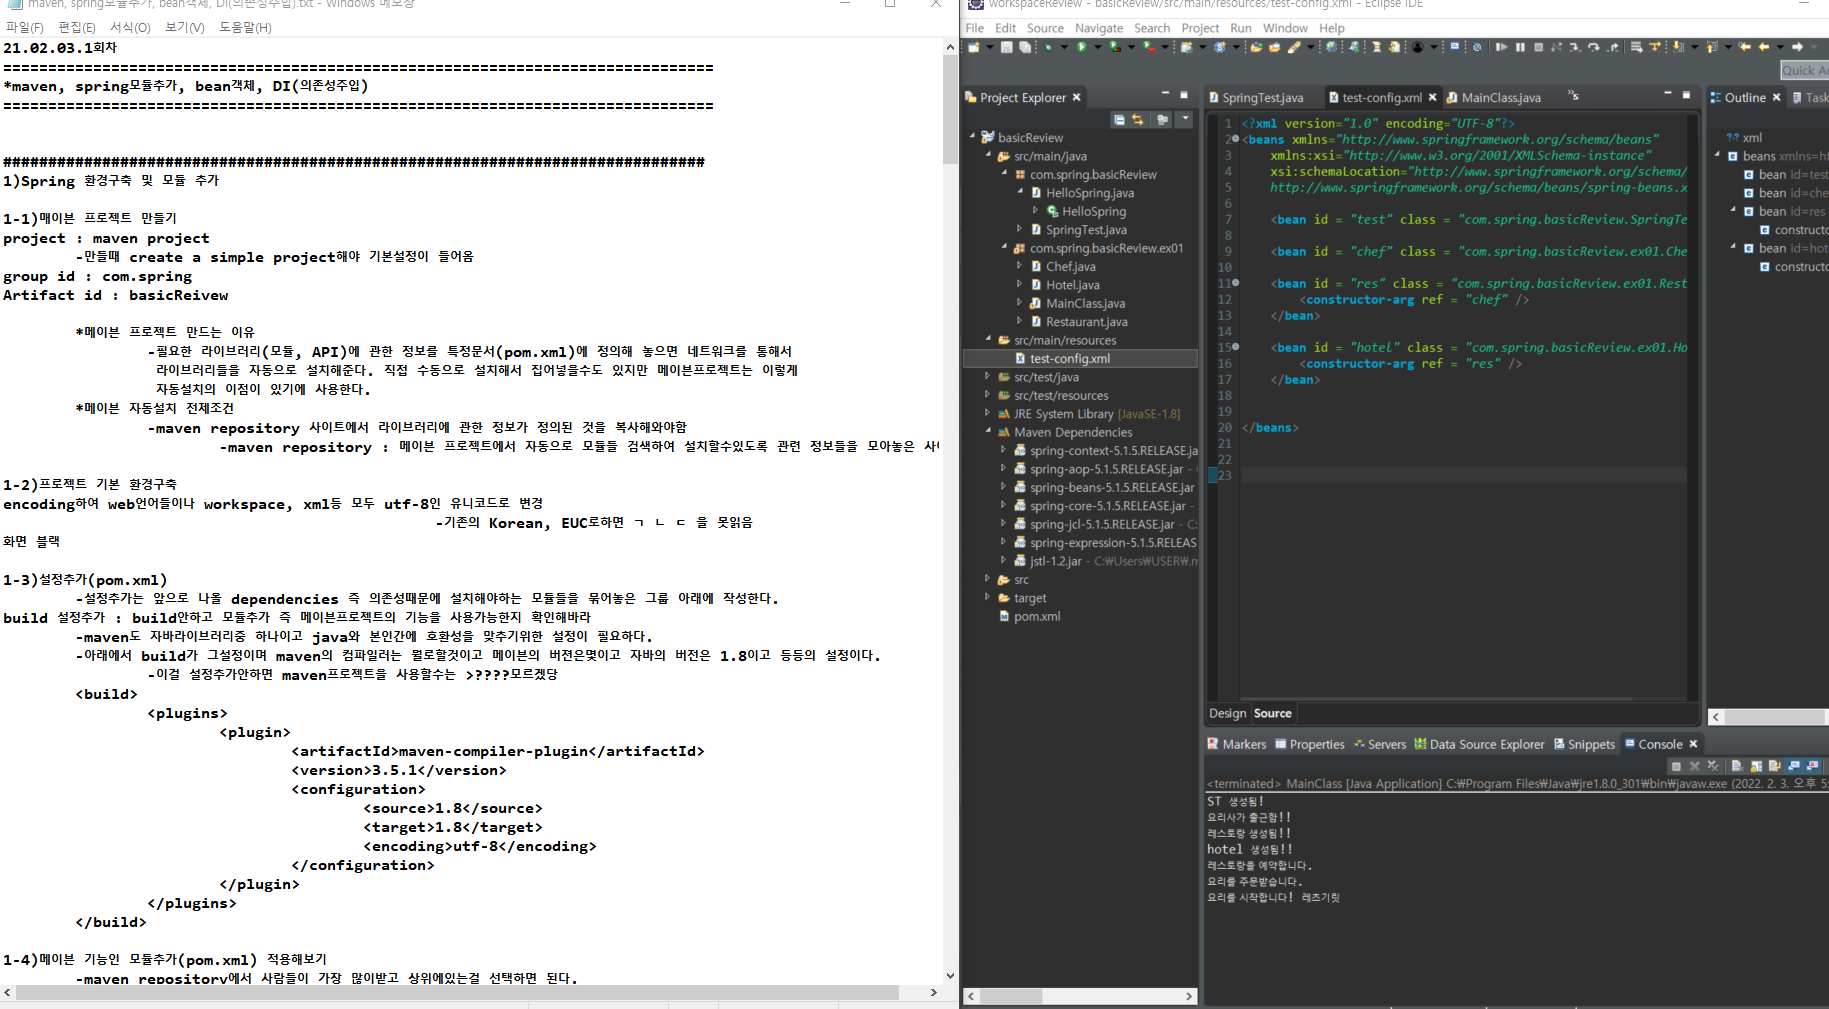 maven, spring모듈추가, bean객체, DI(의존성주입).txt - Windows 메모장
파일(F) 편집(E) 서식(O) 보기(V) 도움말(H)
21.02.03.1회차
===============================================================================
*maven, spring모듈추가, bean객체, DI(의존성주입)
===============================================================================
##############################################################################
1)Spring 환경구축 및 모듈 추가
1-1)매이븐 프로젝트 만들기
project : maven project
-만들때 create a simple project해야 기본설정이 들어옴
group id : com.spring
Artifact id : basicReivew
*메이븐 프로젝트 만드는 이유
-필요한 라이브러리(모듈, API)에 관한 정보를 특정문서(pom.xml)에 정의해 놓으면 네트워크를 통해서
라이브러리들을 자동으로 설치해준다. 직접 수동으로 설치해서 집어넣을수도 있지만 메이븐프로젝트는 이렇게
자동설치의 이점이 있기에 사용한다.
*메이븐 자동설치 전제조건
-maven repository 사이트에서 라이브러리에 관한 정보가 정의된 것을 복사해와야함
-maven repository : 메이븐 프로젝트에서 자동으로 모듈들 검색하여 설치할수있도록 관련 정보들을 모아놓은 사이
1-2)프로젝트 기본 환경구축
encoding하여 web언어들이나 workspace, xml등 모두 utf-8인 유니코드로 변경
-기존의 Korean, EUC로하면 ㄱ ㄴ ㄷ 을 못읽음
화면 블랙
1-3)설정추가(pom.xml)
-설정추가는 앞으로 나올 dependencies 즉 의존성때문에 설치해야하는 모듈들을 묶어놓은 그룹 아래에 작성한다.
build 설정추가 : build안하고 모듈추가 즉 메이븐프로젝트의 기능을 사용가능한지 확인해바라
-maven도 자바라이브러리중 하나이고 java와 본인간에 호환성을 맞추기위한 설정이 필요하다.
-아래에서 build가 그설정이며 maven의 컴파일러는 뭘로할것이고 메이븐의 버젼은몇이고 자바의 버전은 1.8이고 등등의 설정이다.
-이걸 설정추가안하면 maven프로젝트을 사용할수는 >????모르겠당
<build>
<plugins>
<plugin>
<artifactId>maven-compiler-plugin</artifactId>
<version>3.5.1</version>
<configuration>
<source>1.8</source>
<target>1.8</target>
<encoding>utf-8</encoding>
</configuration>
</plugin>
</plugins>
</build>
1-4)메이븐 기능인 모듈추가(pom.xml) 적용해보기
-maven repository에서 사람들이 가장 많이받고 상위에있는걸 선택하면 된다.
workspaceReview - basicReview/src/main/resources/test-config.xml - Eclipse IDE
File Edit Source Navigate Search Project Run Window Help
Quick Ac
Project Explorer
basicReview
src/main/java
com.spring.basicReview
HelloSpring.java
HelloSpring
SpringTest.java
com.spring.basicReview.ex01
Chef.java
Hotel.java
MainClass.java
Restaurant.java
src/main/resources
test-config.xml
src/test/java
src/test/resources
JRE System Library [JavaSE-1.8]
Maven Dependencies
spring-context-5.1.5.RELEASE.ja
spring-aop-5.1.5.RELEASE.jar -
spring-beans-5.1.5.RELEASE.jar
spring-core-5.1.5.RELEASE.jar -
spring-jcl-5.1.5.RELEASE.jar - C:
spring-expression-5.1.5.RELEAS
jstl-1.2.jar - C:₩Users₩USER₩.m
src
target
pom.xml
SpringTest.java test-config.xml MainClass.java
1 <?xml version="1.0" encoding="UTF-8"?>
2 <beans xmlns="http://www.springframework.org/schema/beans"
3 xmlns:xsi="http://www.w3.org/2001/XMLSchema-instance"
4 xsi:schemaLocation="http://www.springframework.org/schema/
5 http://www.springframework.org/schema/beans/spring-beans.x
6
7 <bean id = "test" class = "com.spring.basicReview.SpringTe
8
9 <bean id = "chef" class = "com.spring.basicReview.ex01.Che
10
11 <bean id = "res" class = "com.spring.basicReview.ex01.Rest
12 <constructor-arg ref = "chef" />
13 </bean>
14
15 <bean id = "hotel" class = "com.spring.basicReview.ex01.Ho
16 <constructor-arg ref = "res" />
17 </bean>
18
19
20 </beans>
21
22
23
Design Source
Outline Task
?? xml
beans xmlns=ht
bean id=test
bean id=che
bean id=res
constructo
bean id=hot
constructo
Markers Properties Servers Data Source Explorer Snippets Console
<terminated> MainClass [Java Application] C:₩Program Files₩Java₩jre1.8.0_301₩bin₩javaw.exe (2022. 2. 3. 오후 5:
ST 생성됨!
요리사가 출근함!!
레스토랑 생성됨!!
hotel 생성됨!!
레스토랑을 예약합니다.
요리를 주문받습니다.
요리를 시작합니다! 레츠기릿